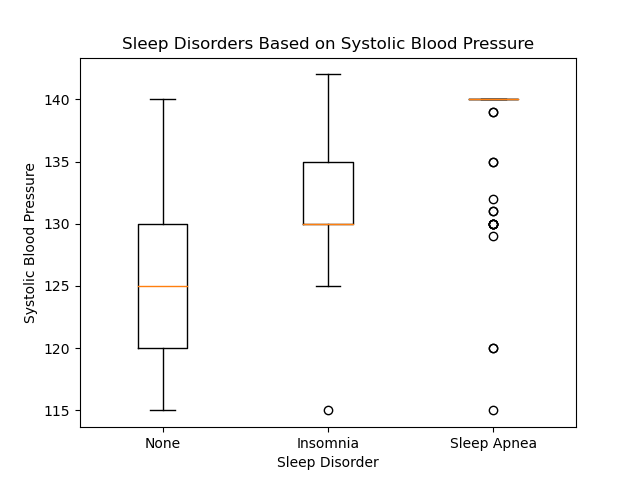 Sleep Disorders Based on Systolic Blood Pressure
Systolic Blood Pressure
140
135
130
125
120
115
None
Insomnia
Sleep Apnea
Sleep Disorder